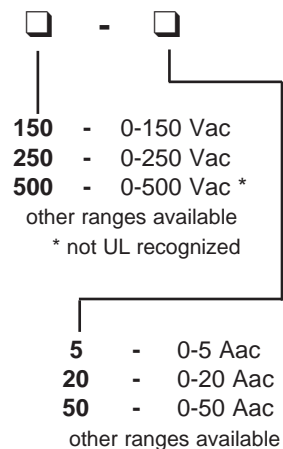 ❏ - ❏
150 - 0-150 Vac
250 - 0-250 Vac
500 - 0-500 Vac *
other ranges available
* not UL recognized
5 - 0-5 Aac
20 - 0-20 Aac
50 - 0-50 Aac
other ranges available